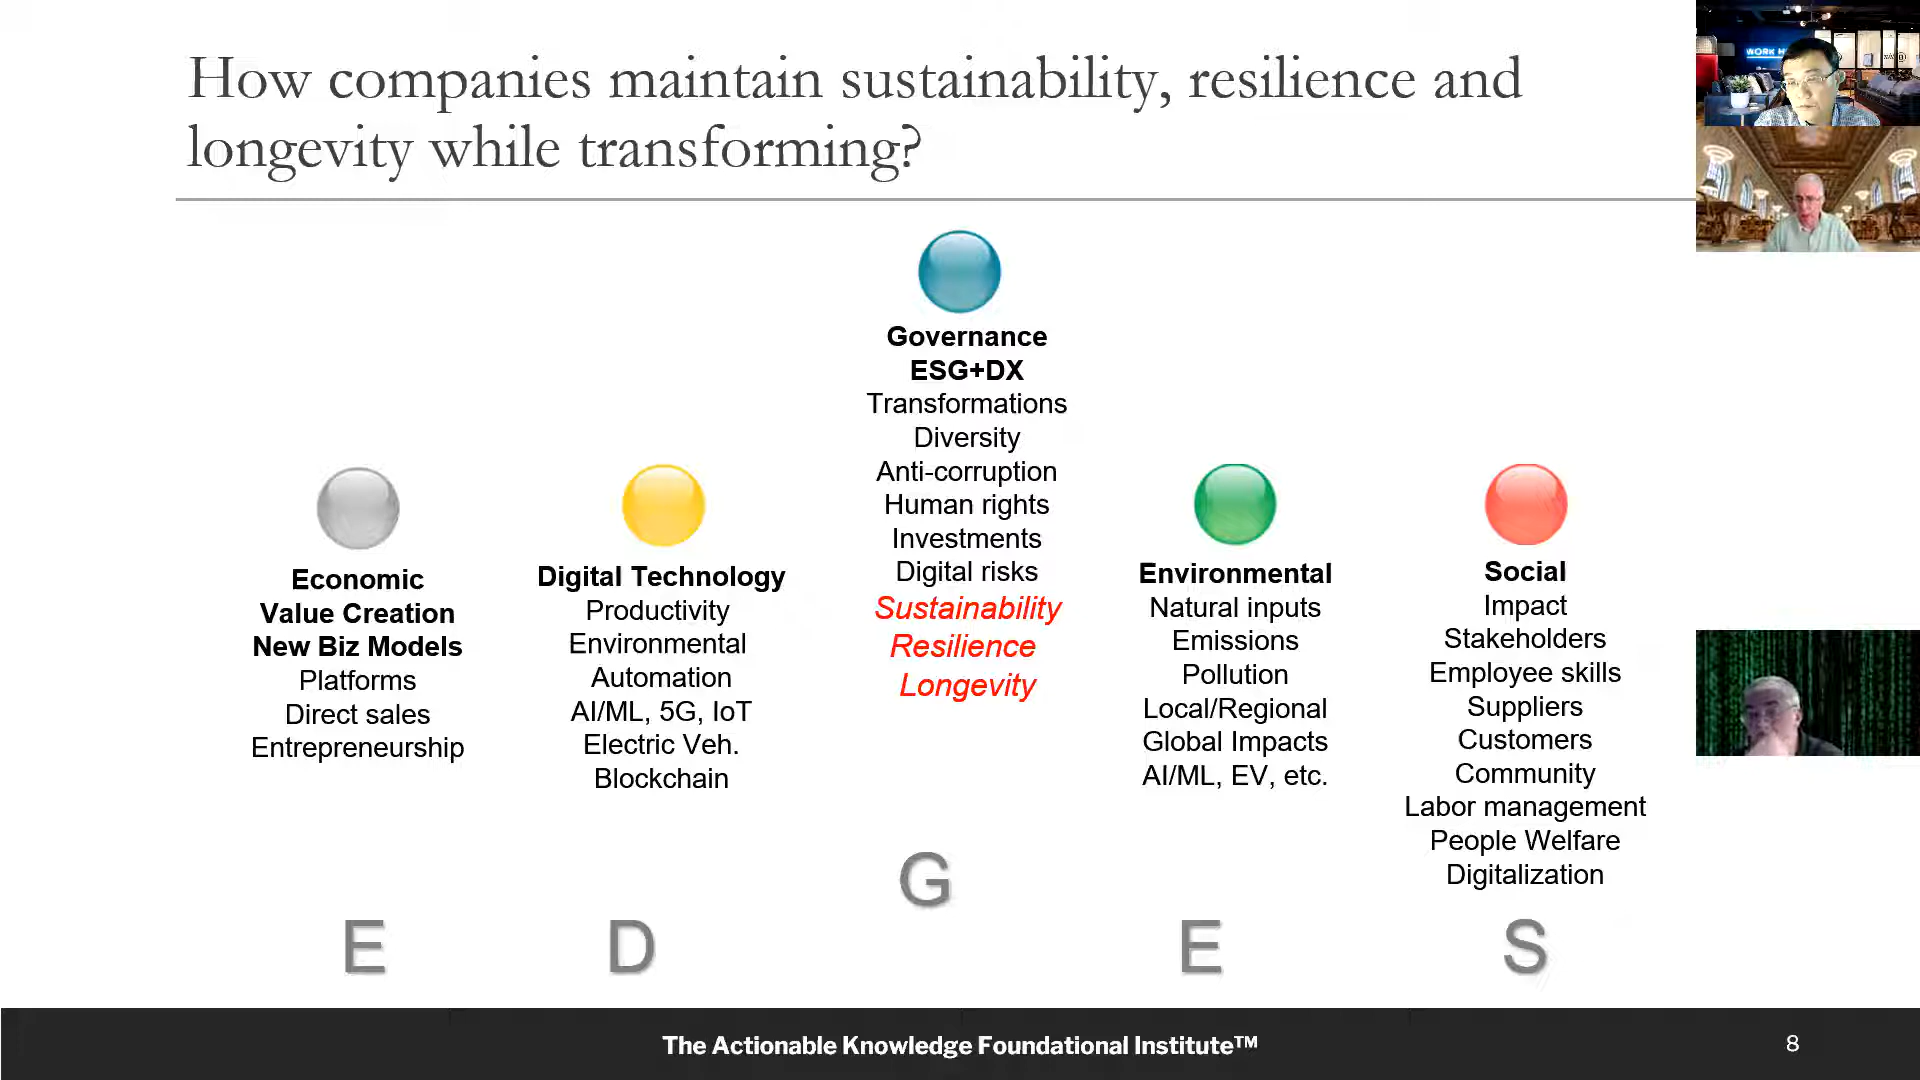 How companies maintain sustainability, resilience and
longevity while transforming?
Governance
ESG+DX
Transformations
Diversity
Anti-corruption
Human rights
Investments
Digital risks
Sustainability
Resilience
Longevity
Economic
Value Creation
New Biz Models
Platforms
Direct sales
Entrepreneurship
Digital Technology
Productivity
Environmental
Automation
AI/ML, 5G, IoT
Electric Veh.
Blockchain
Environmental
Natural inputs
Emissions
Pollution
Local/Regional
Global Impacts
AI/ML, EV, etc.
Social
Impact
Stakeholders
Employee skills
Suppliers
Customers
Community
Labor management
People Welfare
Digitalization
E
D
G
E
S
The Actionable Knowledge Foundational Institute™
8
WORK